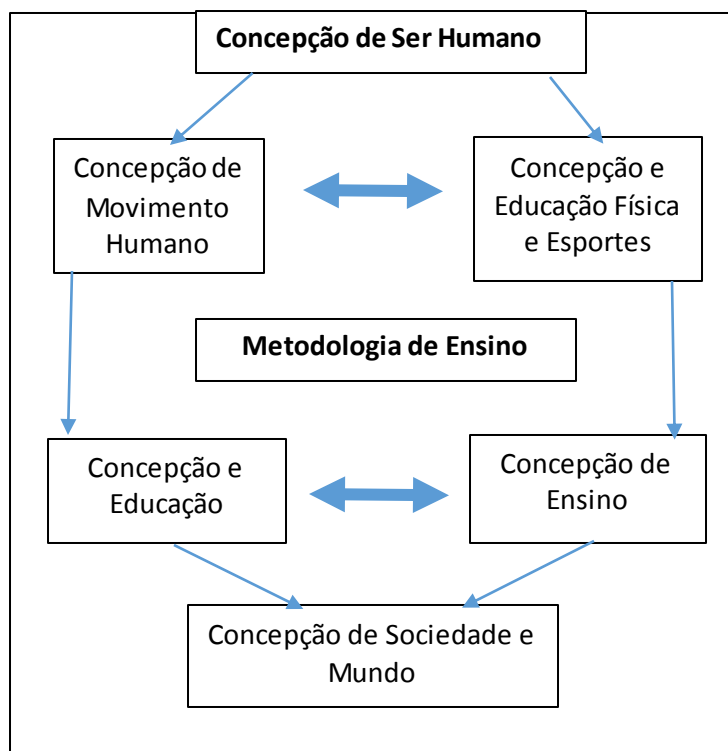 Concepção de Ser Humano
Concepção de
Movimento
Humano
Concepção e
Educação Física
e Esportes
Metodologia de Ensino
Concepção e
Educação
Concepção de
Ensino
Concepção de Sociedade e
Mundo